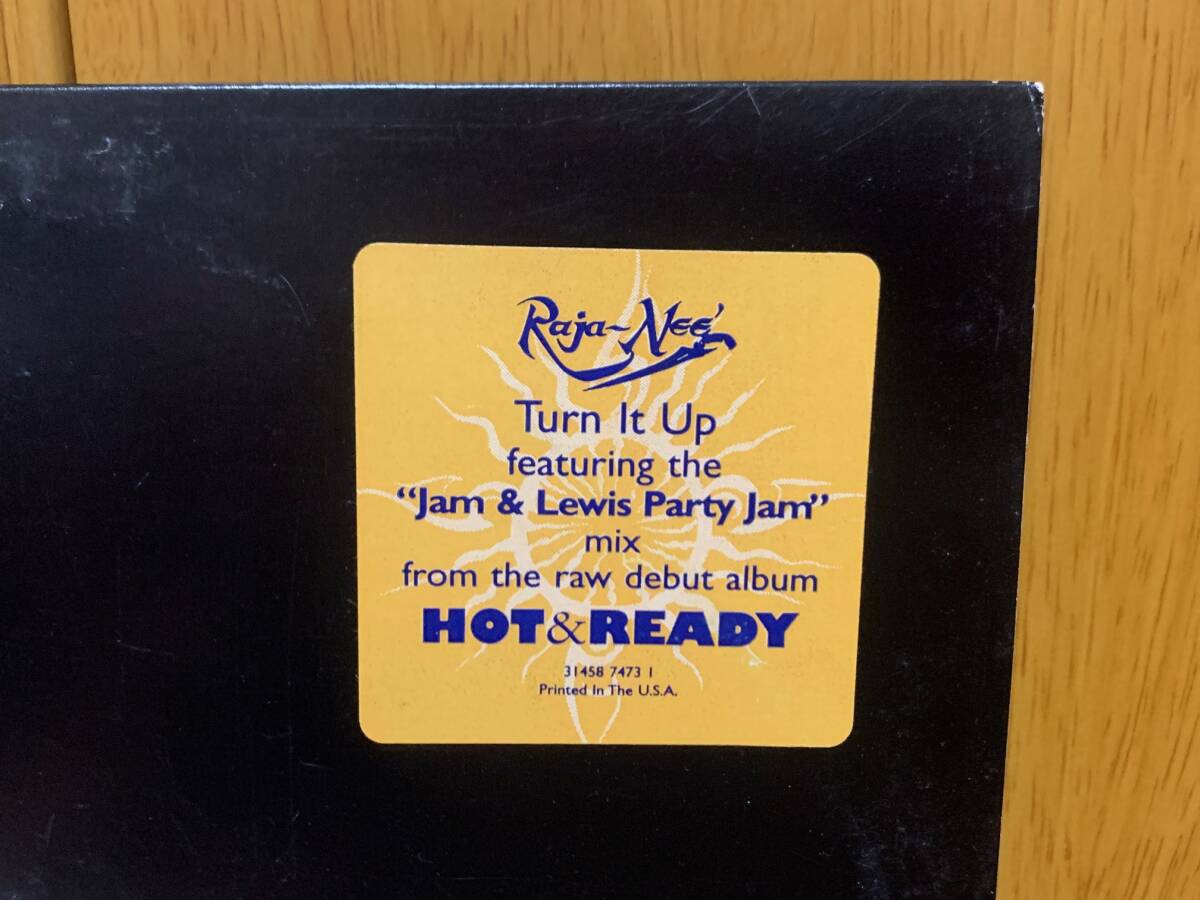 Raja-Neé
Turn It Up
featuring the
“Jam & Lewis Party Jam”
mix
from the raw debut album
HOT&READY
31458 7473 1
Printed In The U.S.A.